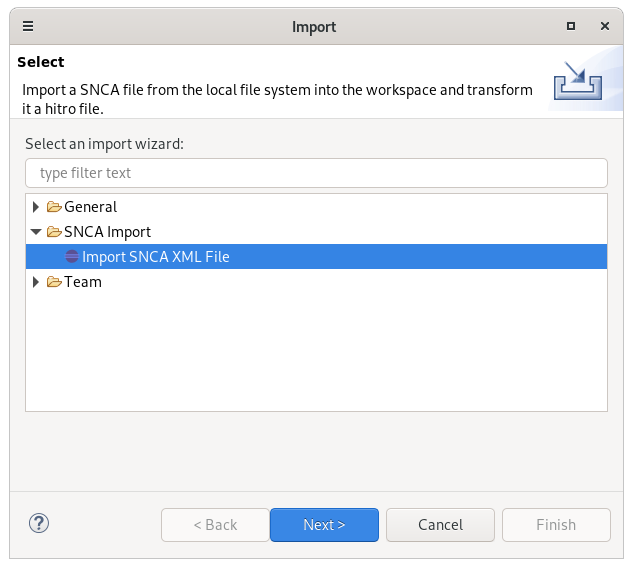 Import
Select
Import a SNCA file from the local file system into the workspace and transform
it a hitro file.
Select an import wizard:
type filter text
General
SNCA Import
Import SNCA XML File
Team
?
< Back
Next >
Cancel
Finish